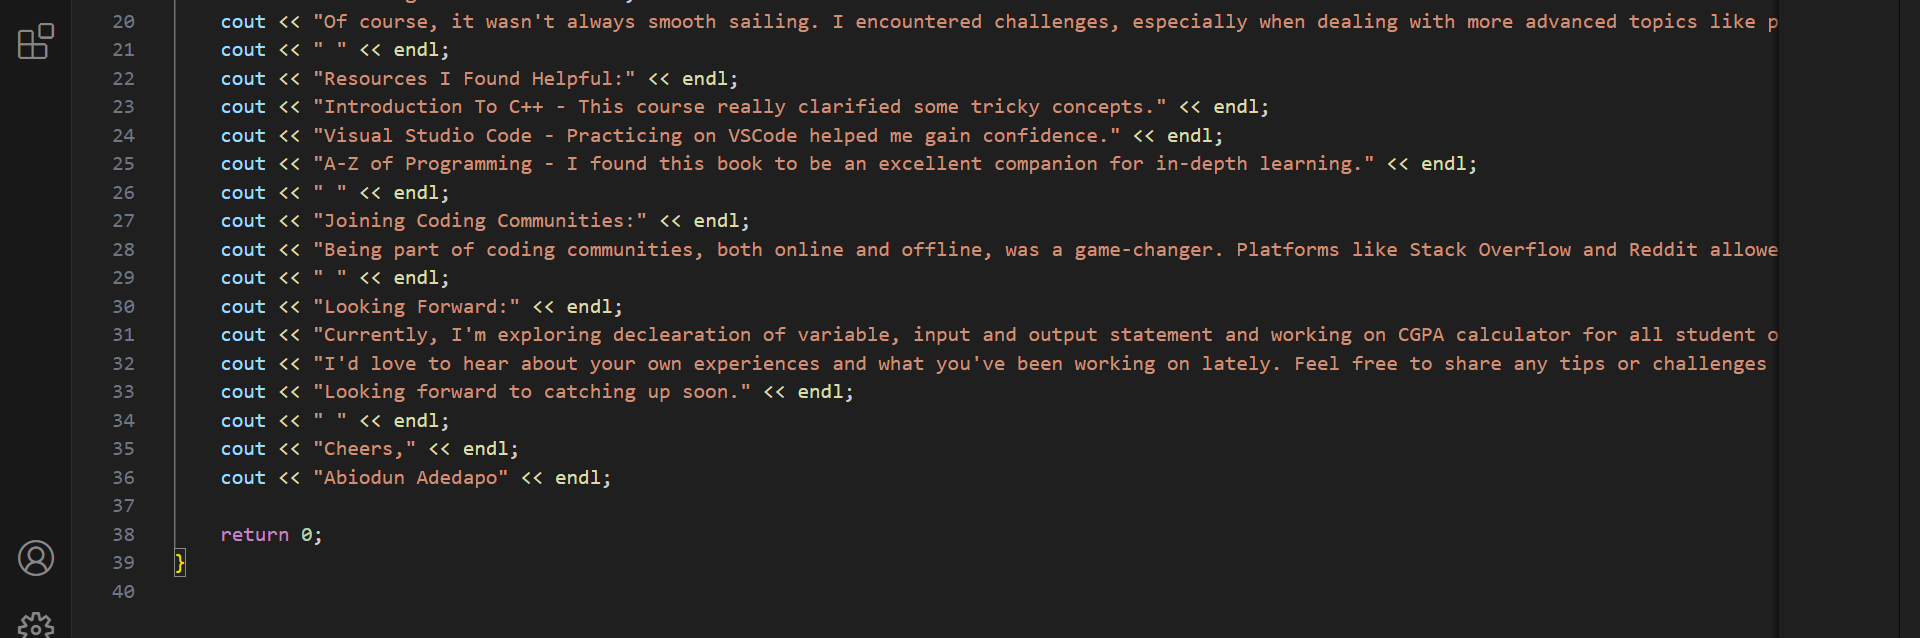 20 cout << "Of course, it wasn't always smooth sailing. I encountered challenges, especially when dealing with more advanced topics like p
21 cout << " " << endl;
22 cout << "Resources I Found Helpful:" << endl;
23 cout << "Introduction To C++ - This course really clarified some tricky concepts." << endl;
24 cout << "Visual Studio Code - Practicing on VSCode helped me gain confidence." << endl;
25 cout << "A-Z of Programming - I found this book to be an excellent companion for in-depth learning." << endl;
26 cout << " " << endl;
27 cout << "Joining Coding Communities:" << endl;
28 cout << "Being part of coding communities, both online and offline, was a game-changer. Platforms like Stack Overflow and Reddit allowe
29 cout << " " << endl;
30 cout << "Looking Forward:" << endl;
31 cout << "Currently, I'm exploring declearation of variable, input and output statement and working on CGPA calculator for all student o
32 cout << "I'd love to hear about your own experiences and what you've been working on lately. Feel free to share any tips or challenges
33 cout << "Looking forward to catching up soon." << endl;
34 cout << " " << endl;
35 cout << "Cheers," << endl;
36 cout << "Abiodun Adedapo" << endl;
37
38 return 0;
39 }
40